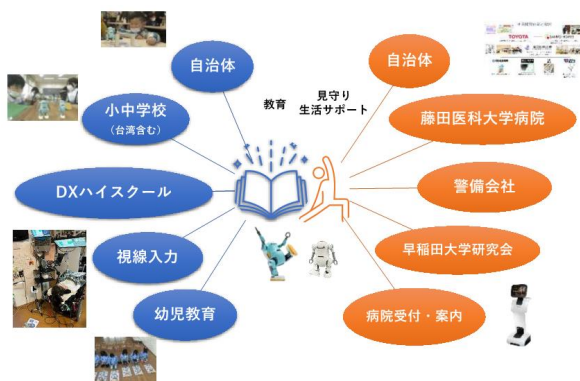 自治体
小中学校
(台湾含む)
DXハイスクール
視線入力
幼児教育
教育
見守り
生活サポート
自治体
藤田医科大学病院
警備会社
早稲田大学研究会
病院受付・案内
TOYOTA